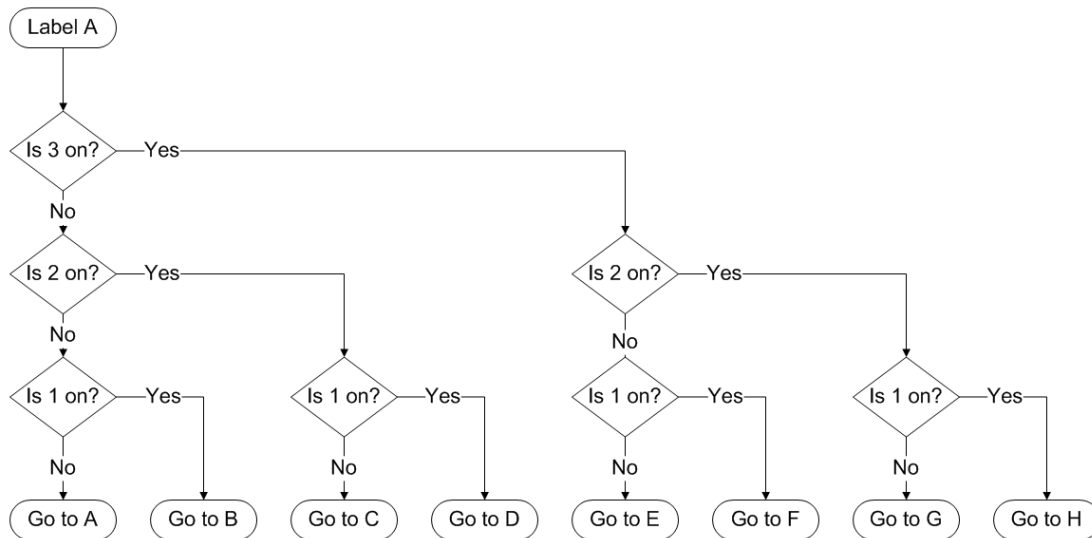 Label A
Is 3 on?
Yes
No
Is 2 on?
Yes
Is 2 on?
Yes
No
No
Is 1 on?
Yes
Is 1 on?
Yes
Is 1 on?
Yes
Is 1 on?
Yes
No
No
No
No
Go to A
Go to B
Go to C
Go to D
Go to E
Go to F
Go to G
Go to H